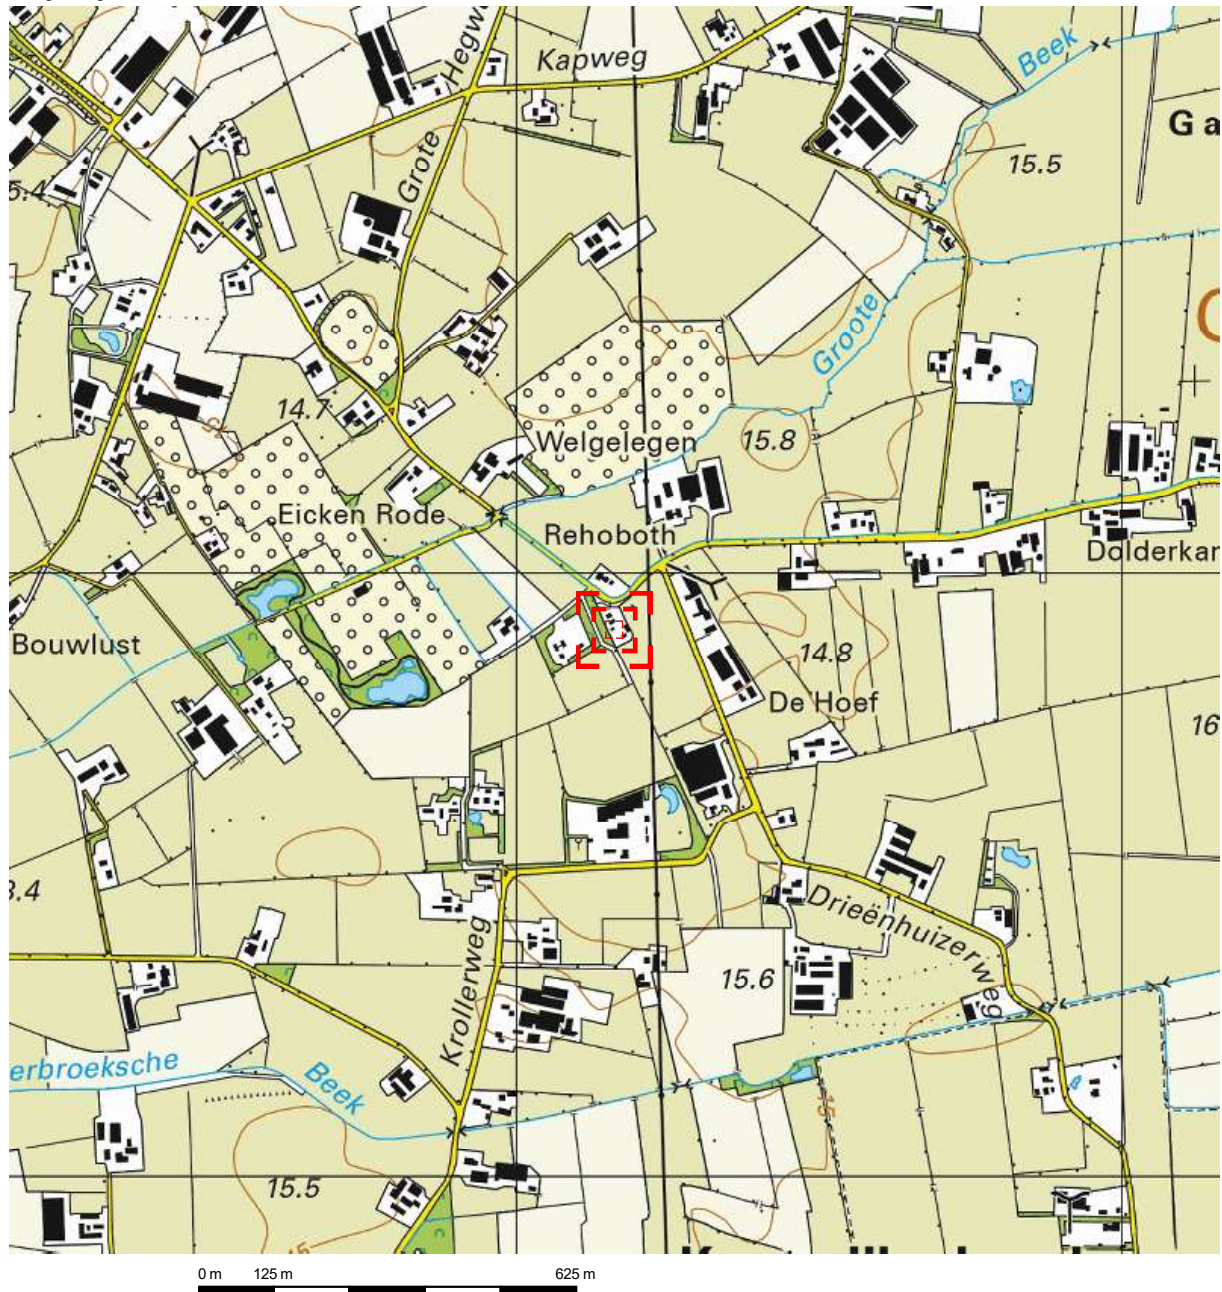 Kapweg
Hegw
Grote
Beek
Ga
15.5
5.4
Groote
14.7
15
Welgelegen
15.8
Eicken Rode
Rehoboth
Dolderkar
Bouwlust
14.8
De Hoef
16
3.4
Drieënhuizerweg
Krollerweg
15.6
erbroeksche
Beek
15
15.5
15
0 m 125 m 625 m